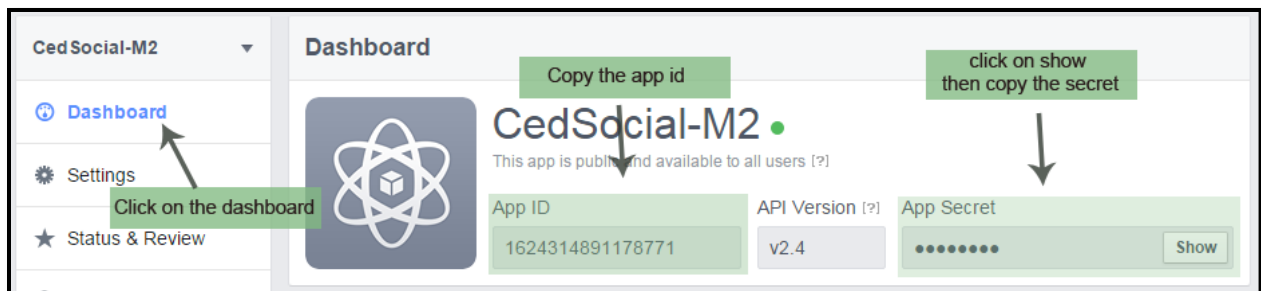 CedSocial-M2
Dashboard
Copy the app id
click on show
then copy the secret
Dashboard
CedSocial-M2
This app is public and available to all users [?]
Settings
Click on the dashboard
App ID
API Version [?]
App Secret
Status & Review
1624314891178771
v2.4
Show